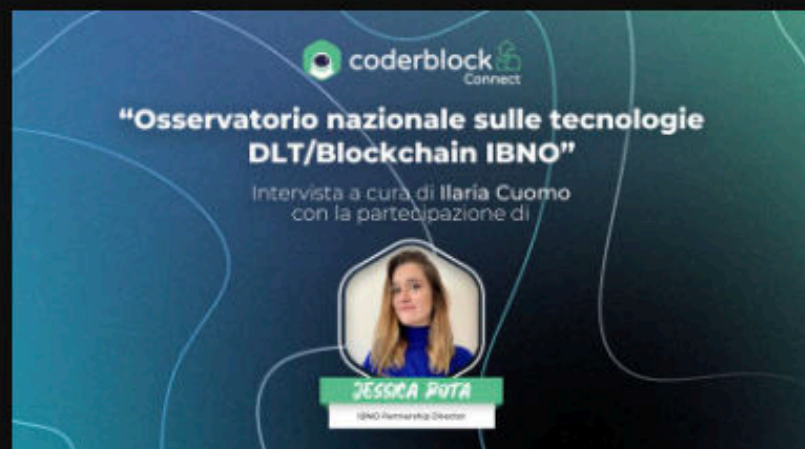 coderblock
Connect
“Osservatorio nazionale sulle tecnologie
DLT/Blockchain IBNO”
Intervista a cura di Ilaria Cuomo
con la partecipazione di
JESSICA BOTA
IBNO Partnership Director